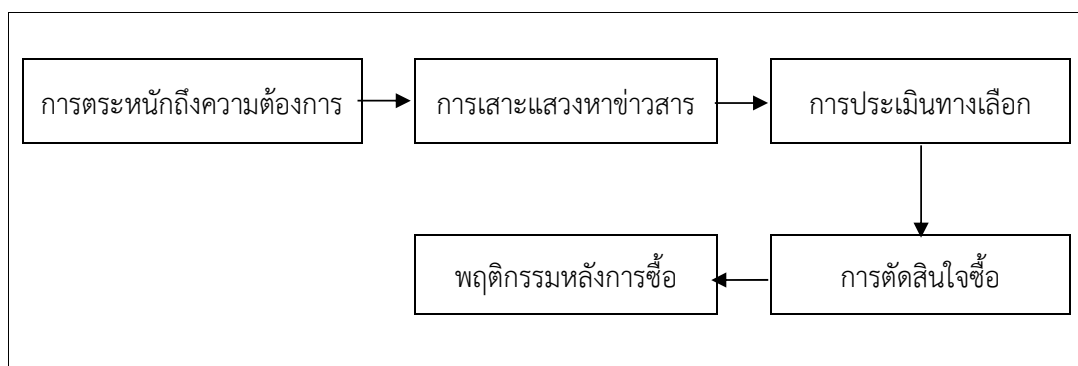 การตระหนักถึงความต้องการ
การเสาะแสวงหาข่าวสาร
การประเมินทางเลือก
การตัดสินใจซื้อ
พฤติกรรมหลังการซื้อ